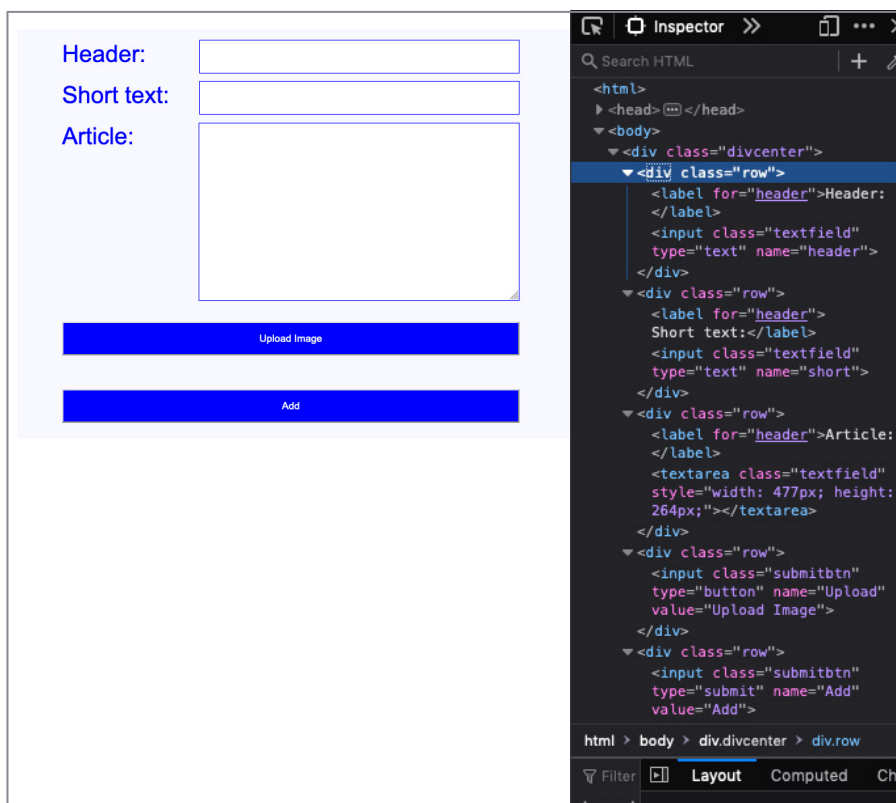 Header:
Short text:
Article:
Upload Image
Add
Inspector
Search HTML
<html>
<head></head>
<body>
<div class="divcenter">
<div class="row">
<label for="header">Header:
</label>
<input class="textfield"
type="text" name="header">
</div>
<div class="row">
<label for="header">
Short text:</label>
<input class="textfield"
type="text" name="short">
</div>
<div class="row">
<label for="header">Article:
</label>
<textarea class="textfield"
style="width: 477px; height:
264px;"></textarea>
</div>
<div class="row">
<input class="submitbtn"
type="button" name="Upload"
value="Upload Image">
</div>
<div class="row">
<input class="submitbtn"
type="submit" name="Add"
value="Add">
html > body > div.divcenter > div.row
Filter Layout Computed Ch